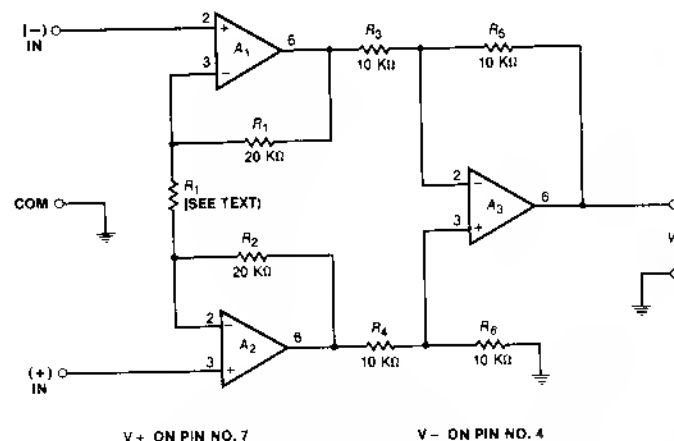 (−) IN
2
+
A1
6
3
−
R3
10 KΩ
R5
10 KΩ
R1
20 KΩ
COM
R1
(SEE TEXT)
2
−
A3
6
3
+
V
R2
20 KΩ
2
−
A2
6
3
+
R4
10 KΩ
R6
10 KΩ
(+) IN
V + ON PIN NO. 7
V − ON PIN NO. 4